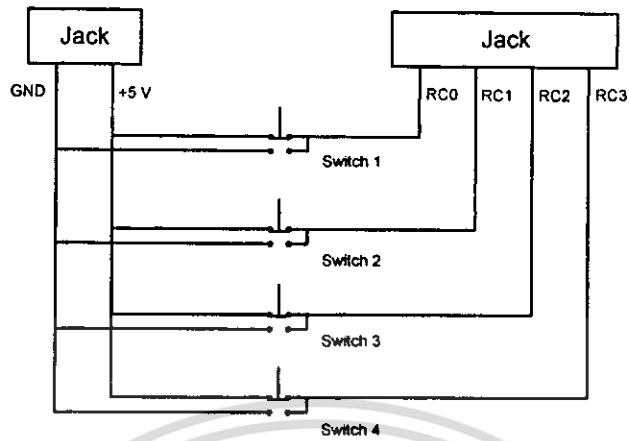 Jack
Jack
GND +5 V
RC0 RC1 RC2 RC3
Switch 1
Switch 2
Switch 3
Switch 4